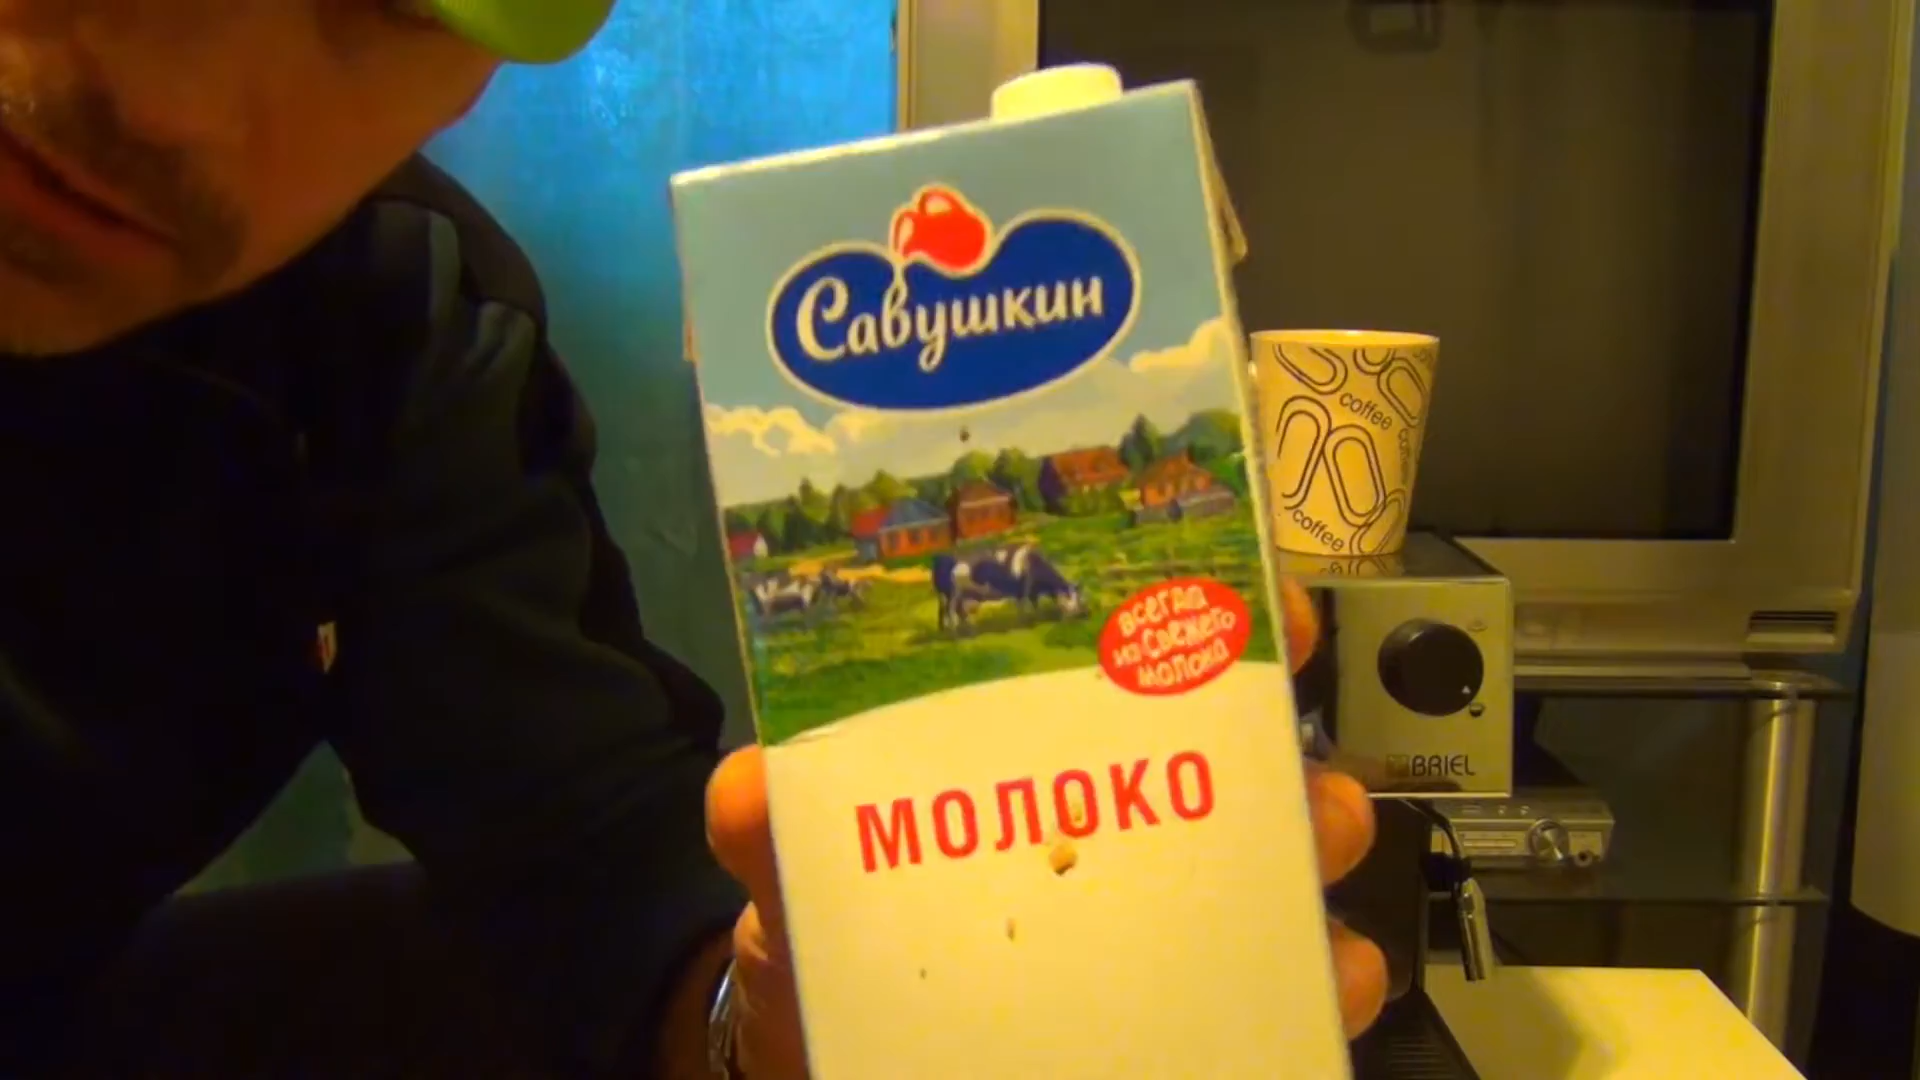 Савушкин
всегда
из свежего
молока
МОЛОКО
coffee
coffee
coffee
BRIEL